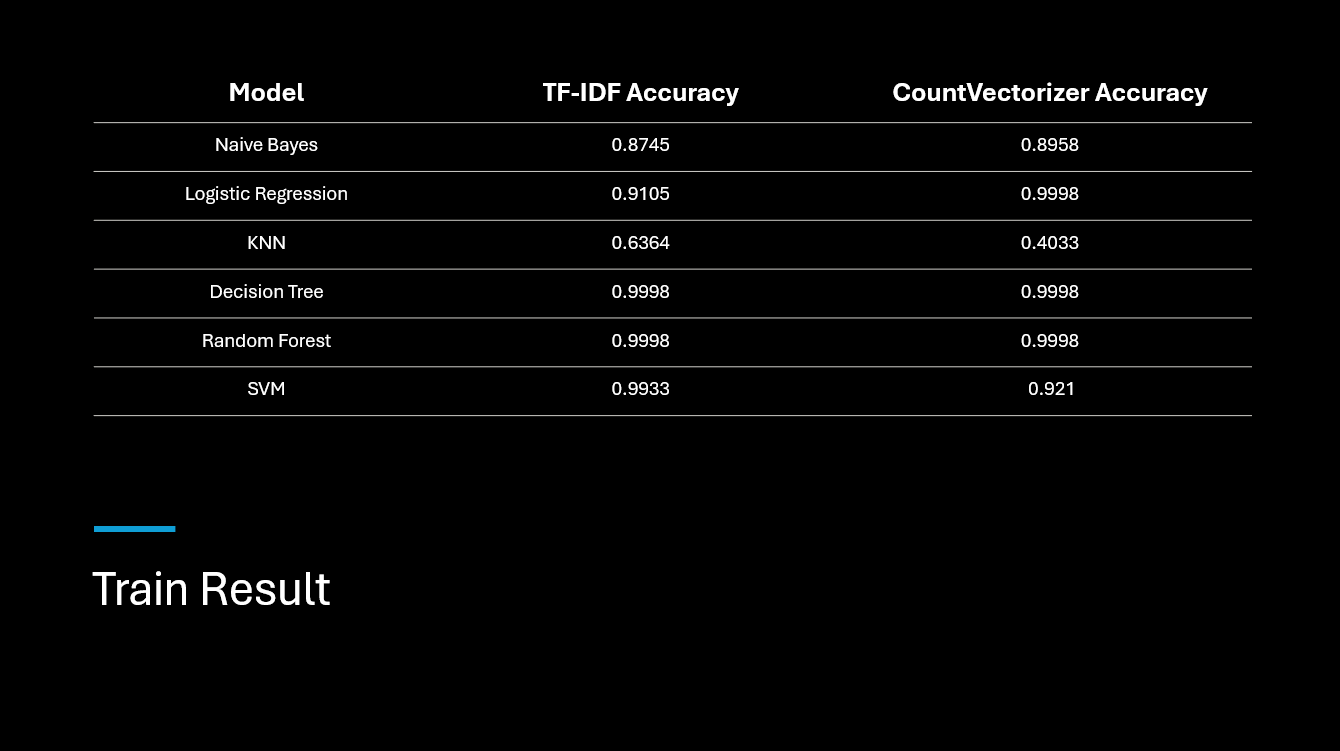 Model TF-IDF Accuracy CountVectorizer Accuracy
Naive Bayes 0.8745 0.8958
Logistic Regression 0.9105 0.9998
KNN 0.6364 0.4033
Decision Tree 0.9998 0.9998
Random Forest 0.9998 0.9998
SVM 0.9933 0.921
Train Result